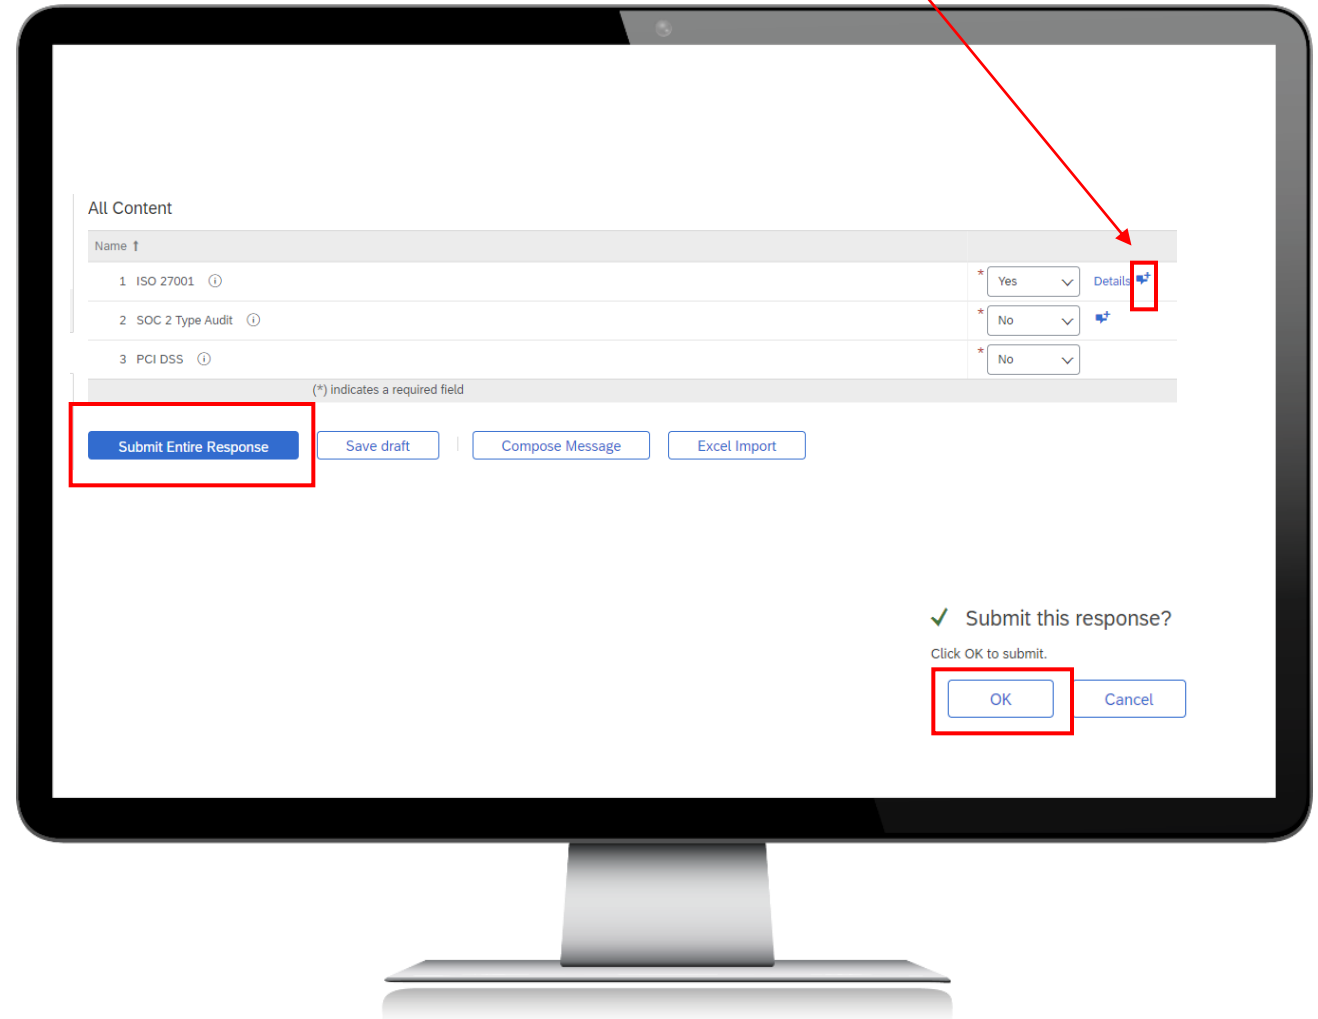 All Content
Name ↑
1 ISO 27001 * Yes Details
2 SOC 2 Type Audit * No
3 PCI DSS * No
(*) indicates a required field
Submit Entire Response Save draft Compose Message Excel Import
Submit this response?
Click OK to submit.
OK Cancel